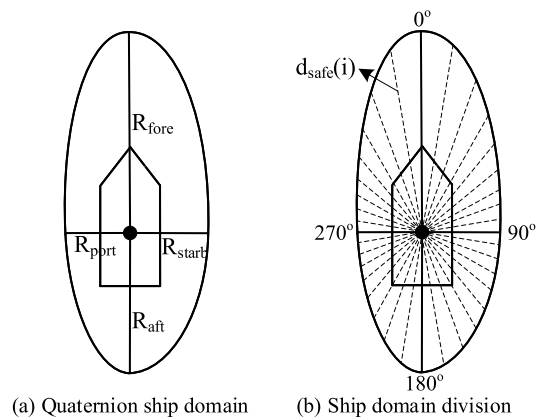 R_fore
R_port
R_starb
R_aft
(a) Quaternion ship domain
0°
d_safe(i)
270°
90°
180°
(b) Ship domain division